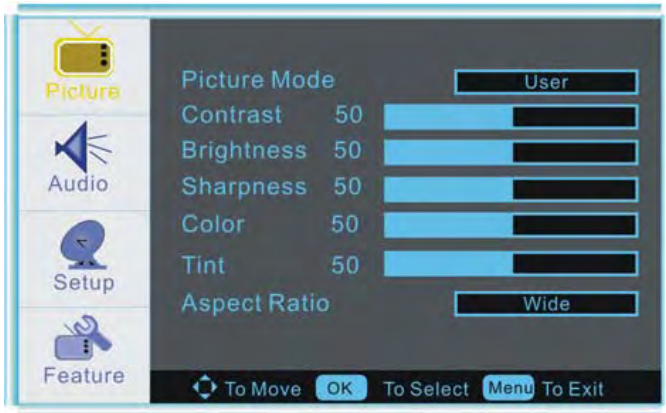 Picture
Audio
Setup
Feature
Picture Mode User
Contrast 50
Brightness 50
Sharpness 50
Color 50
Tint 50
Aspect Ratio Wide
To Move OK To Select Menu To Exit